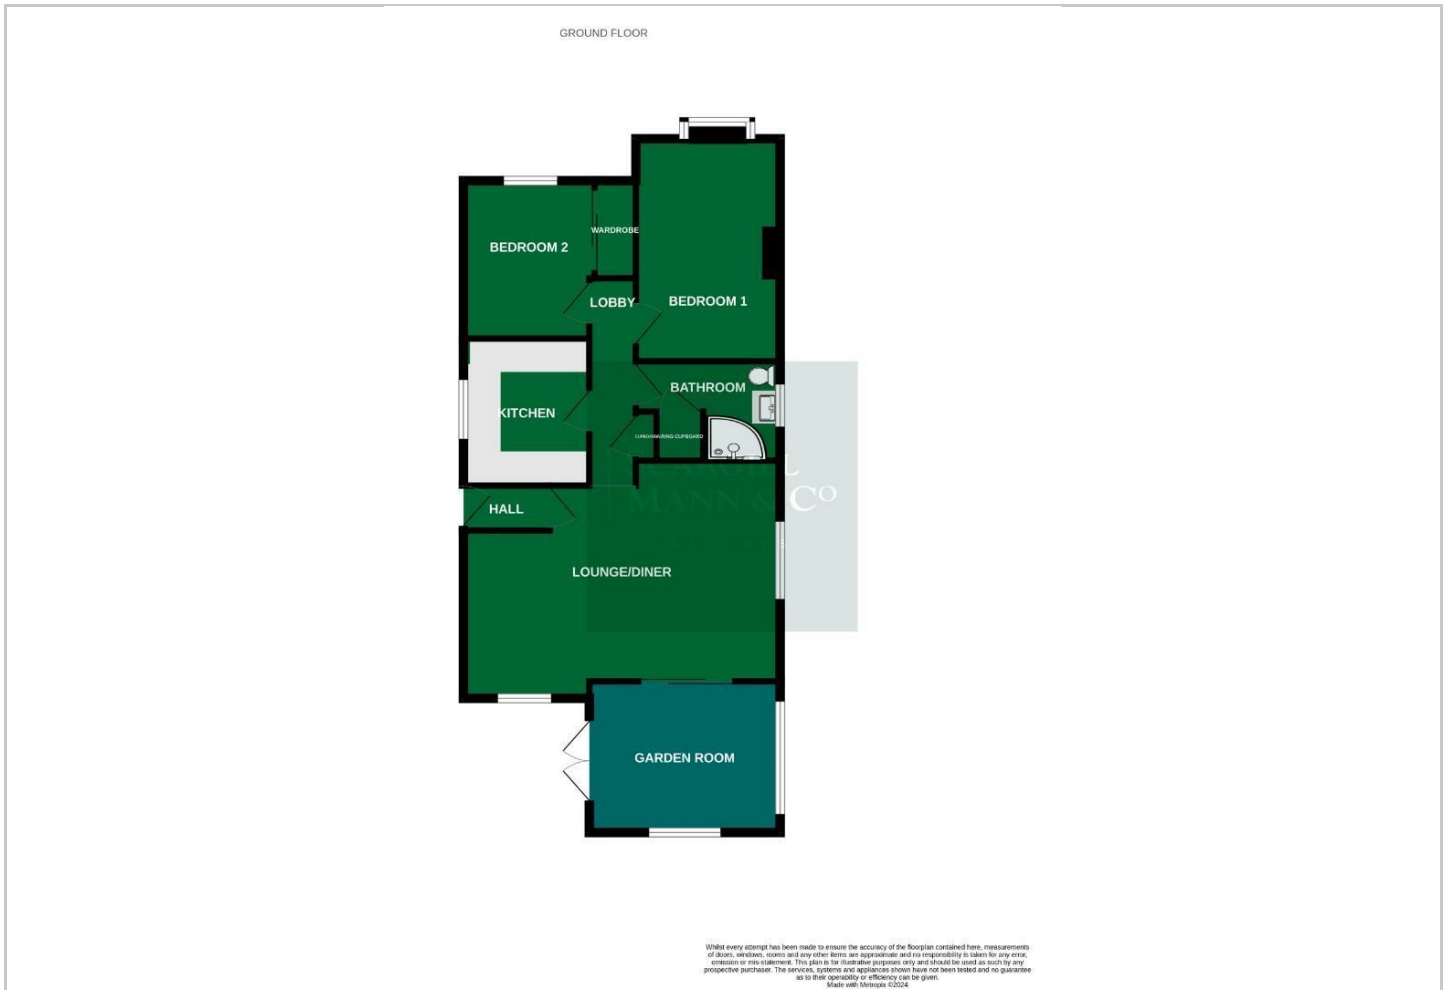 GROUND FLOOR
WARDROBE
BEDROOM 2
LOBBY
BEDROOM 1
BATHROOM
KITCHEN
AIRING CUPBOARD
MANN & Co
HALL
LOUNGE/DINER
GARDEN ROOM
Whilst every attempt has been made to ensure the accuracy of the floorplan contained here, measurements
of doors, windows, rooms and any other items are approximate and no responsibility is taken for any error,
omission or mis-statement. This plan is for illustrative purposes only and should be used as such by any
prospective purchaser. The services, systems and appliances shown have not been tested and no guarantee
as to their operability or efficiency can be given.
Made with Metropix ©2024